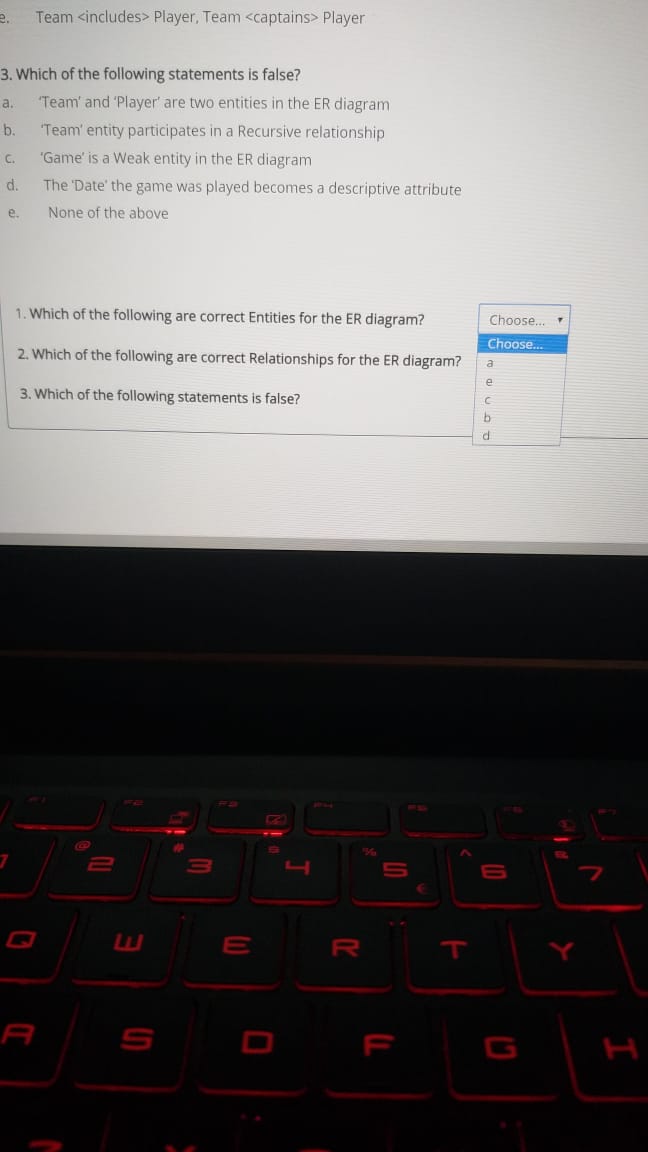 e. Team <includes> Player, Team <captains> Player
3. Which of the following statements is false?
a. 'Team' and 'Player' are two entities in the ER diagram
b. 'Team' entity participates in a Recursive relationship
c. 'Game' is a Weak entity in the ER diagram
d. The 'Date' the game was played becomes a descriptive attribute
e. None of the above
1. Which of the following are correct Entities for the ER diagram? Choose...
Choose...
2. Which of the following are correct Relationships for the ER diagram? a
e
3. Which of the following statements is false? c
b
d
F1 F2 F3 F4 F5 F6 F7
@ # $ % ^ &
1 2 3 4 5 € 6 7
Q W E R T Y
A S D F G H